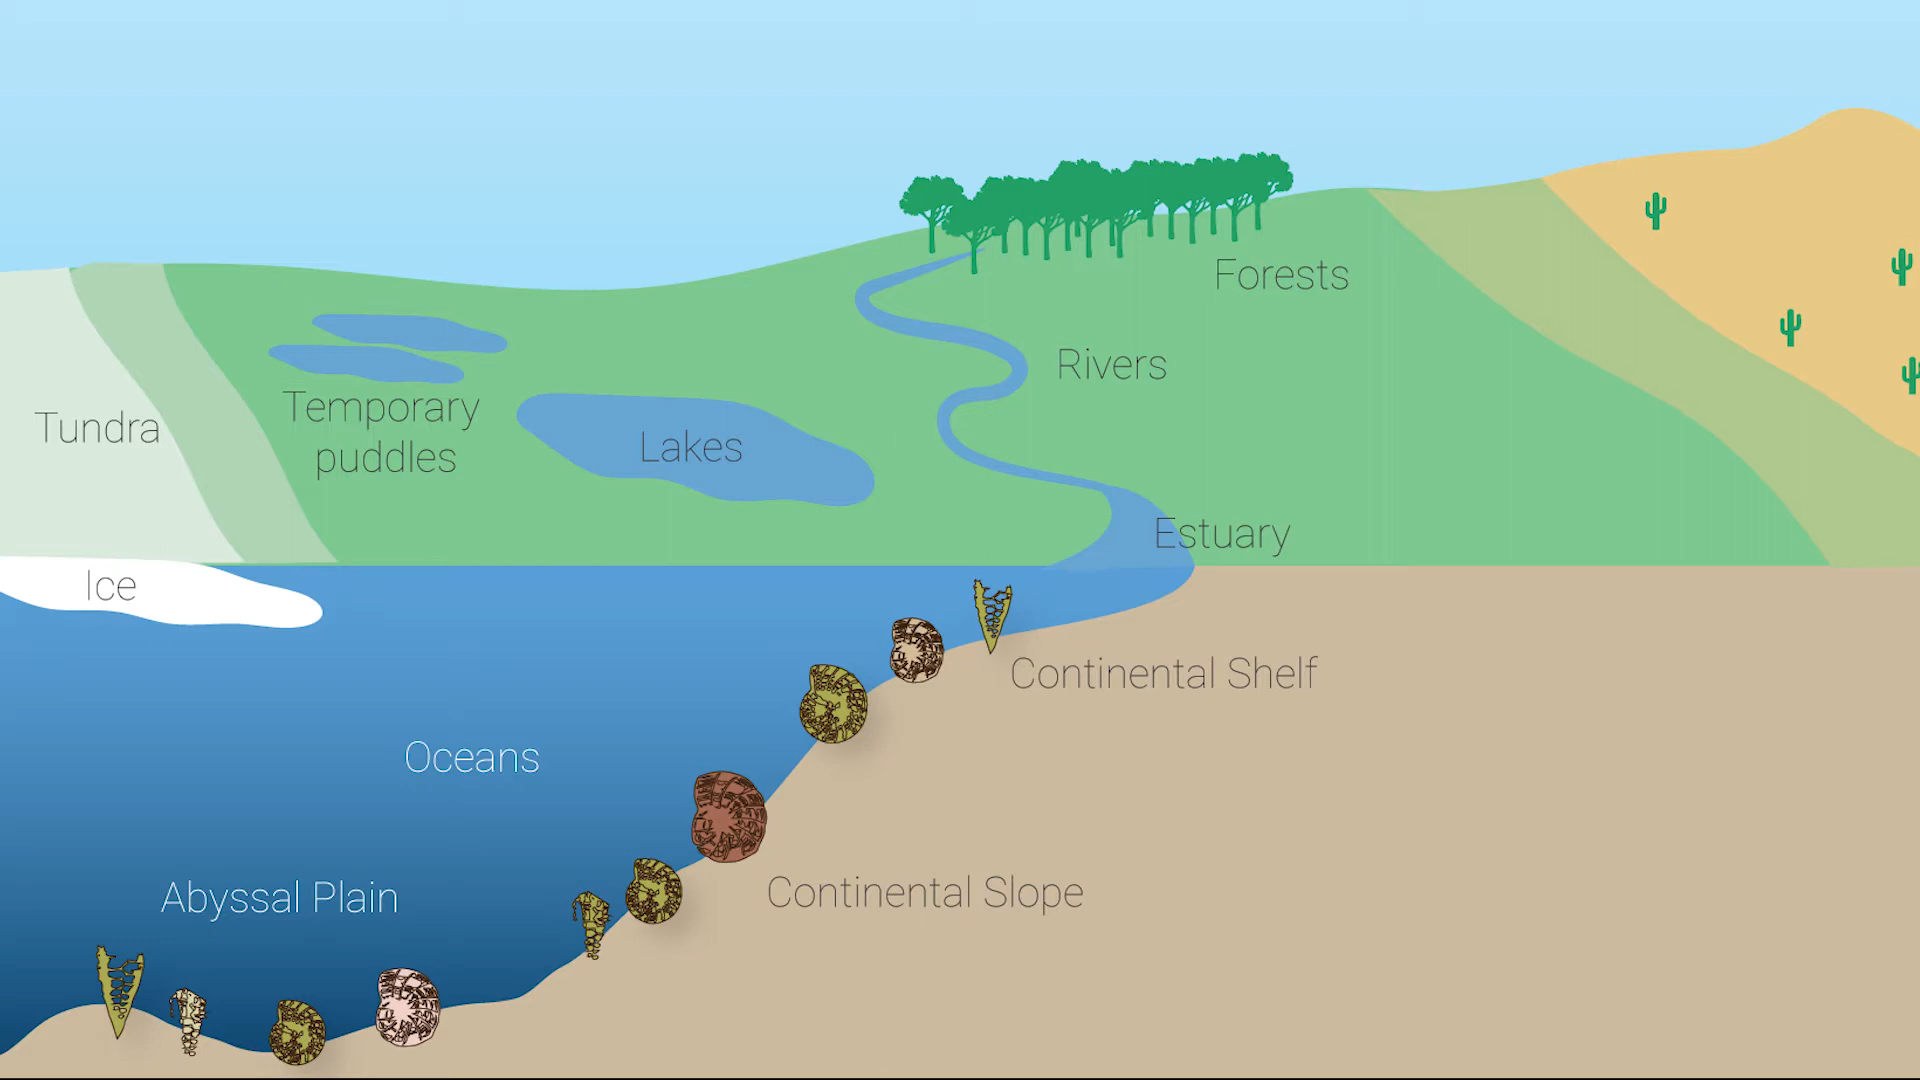 Forests
Rivers
Temporary
puddles
Tundra
Lakes
Estuary
Ice
Continental Shelf
Oceans
Continental Slope
Abyssal Plain